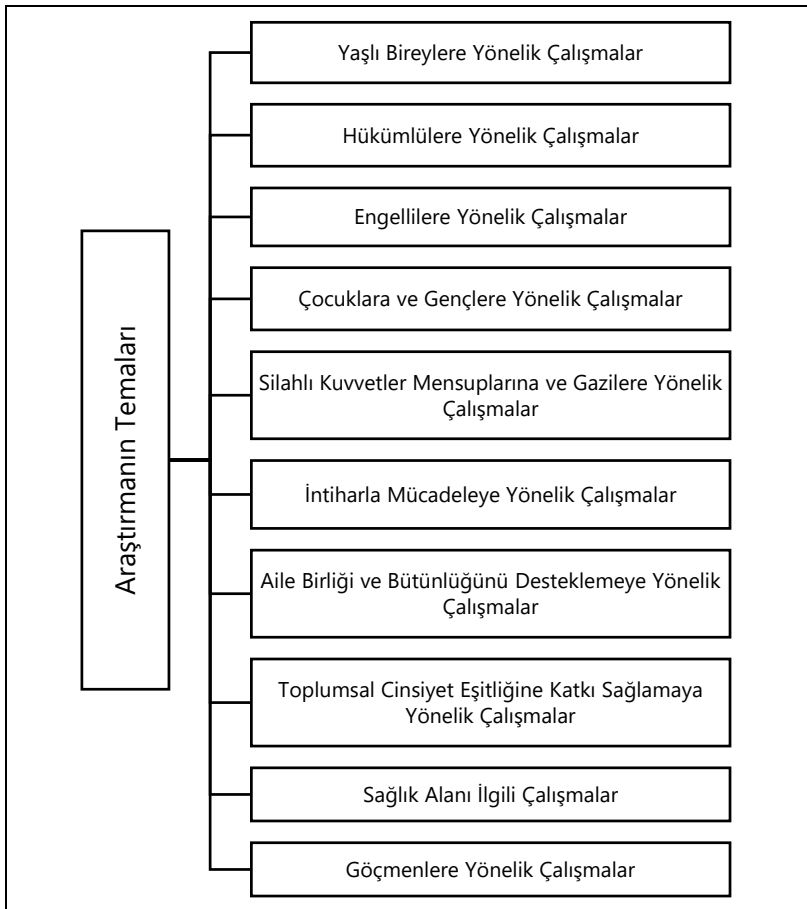 Araştırmanın Temaları
Yaşlı Bireylere Yönelik Çalışmalar
Hükümlülere Yönelik Çalışmalar
Engellilere Yönelik Çalışmalar
Çocuklara ve Gençlere Yönelik Çalışmalar
Silahlı Kuvvetler Mensuplarına ve Gazilere Yönelik
Çalışmalar
İntiharla Mücadeleye Yönelik Çalışmalar
Aile Birliği ve Bütünlüğünü Desteklemeye Yönelik
Çalışmalar
Toplumsal Cinsiyet Eşitliğine Katkı Sağlamaya
Yönelik Çalışmalar
Sağlık Alanı İlgili Çalışmalar
Göçmenlere Yönelik Çalışmalar